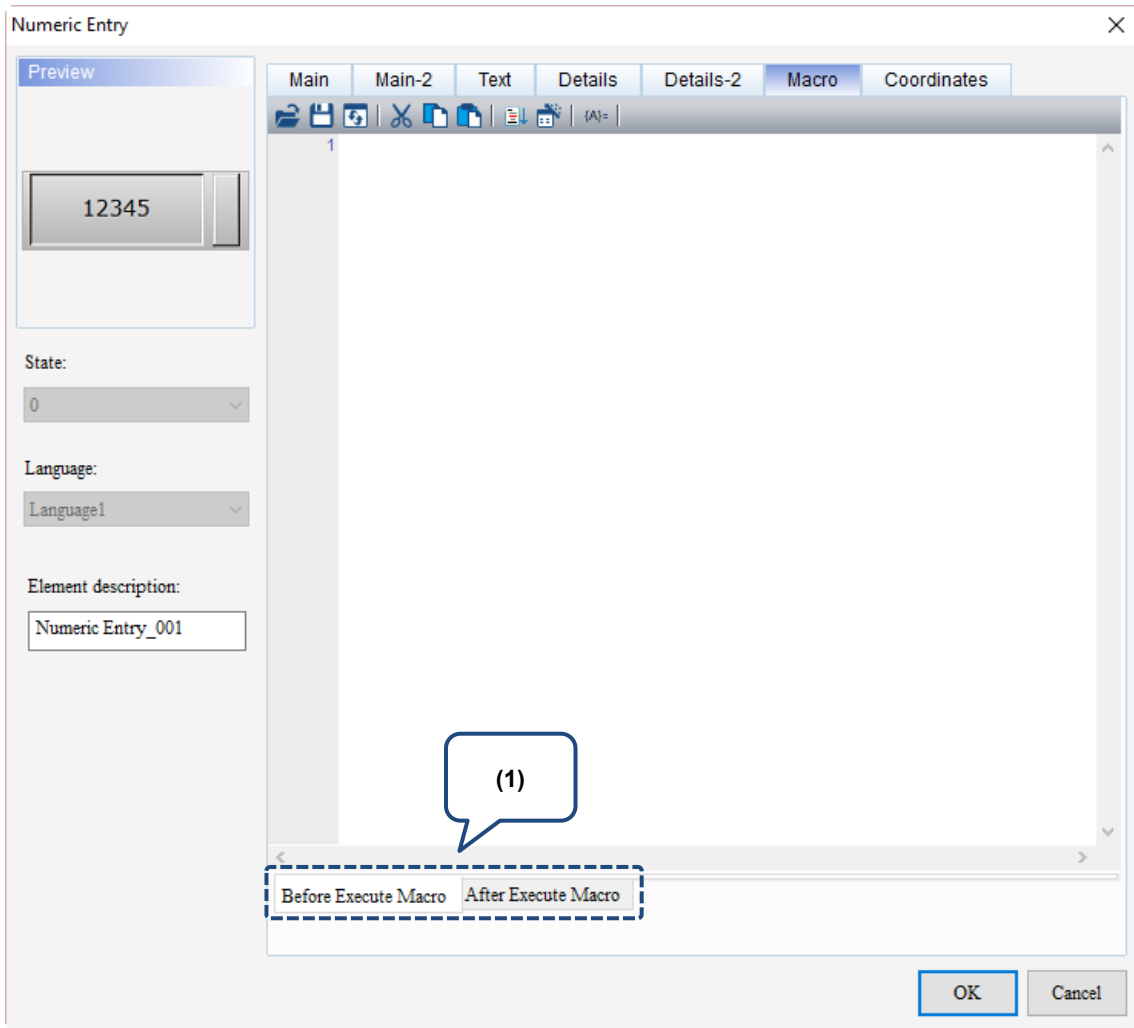 Numeric Entry
Preview
Main Main-2 Text Details Details-2 Macro Coordinates
{A}=
1
12345
State:
0
Language:
Language1
Element description:
Numeric Entry_001
(1)
Before Execute Macro After Execute Macro
OK Cancel